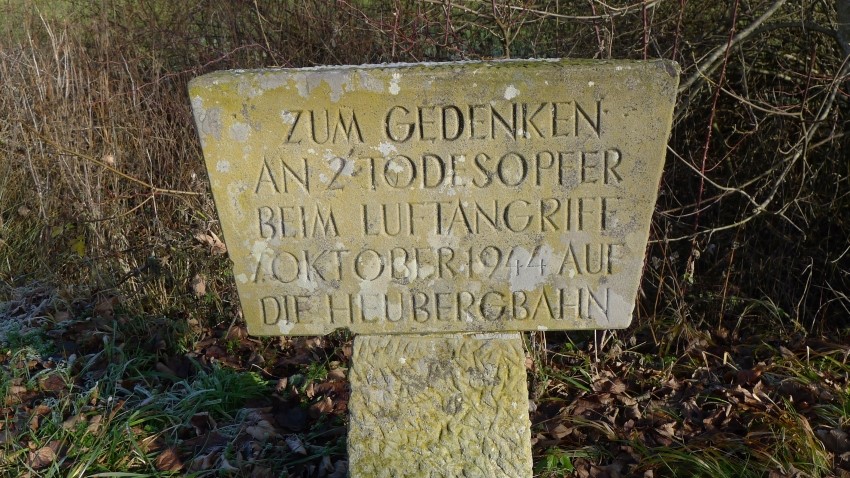 ZUM GEDENKEN
AN 2 TODESOPFER
BEIM LUFTANGRIFF
7. OKTOBER 1944 AUF
DIE HEUBERGBAHN